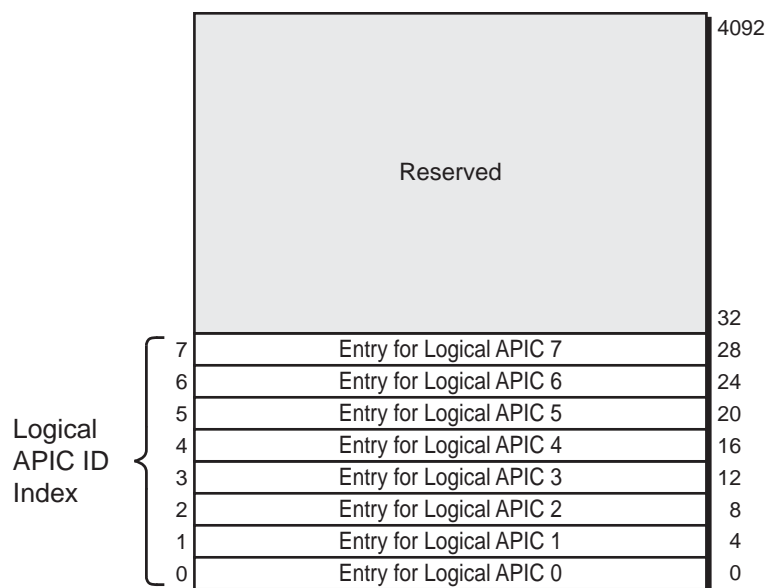 4092
Reserved
32
7 Entry for Logical APIC 7 28
6 Entry for Logical APIC 6 24
5 Entry for Logical APIC 5 20
4 Entry for Logical APIC 4 16
3 Entry for Logical APIC 3 12
2 Entry for Logical APIC 2 8
1 Entry for Logical APIC 1 4
0 Entry for Logical APIC 0 0
Logical
APIC ID
Index